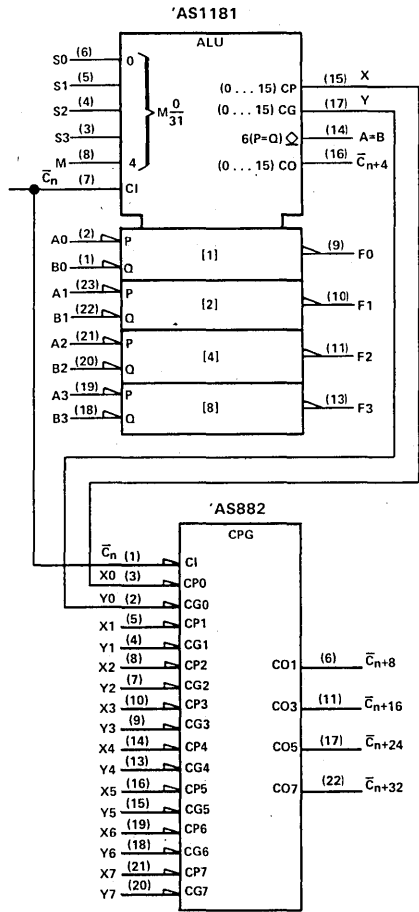 'AS1181
ALU
S0 (6) 0
S1 (5)
S2 (4)
S3 (3)
M (8) 4
M 0/31
C̅n (7) CI
(0 ... 15) CP (15) X
(0 ... 15) CG (17) Y
6(P=Q) ◇ (14) A=B
(0 ... 15) CO (16) C̅n+4
A0 (2) P
B0 (1) Q
[1] (9) F0
A1 (23) P
B1 (22) Q
[2] (10) F1
A2 (21) P
B2 (20) Q
[4] (11) F2
A3 (19) P
B3 (18) Q
[8] (13) F3
'AS882
CPG
C̅n (1) CI
X0 (3) CP0
Y0 (2) CG0
X1 (5) CP1
Y1 (4) CG1
X2 (8) CP2
Y2 (7) CG2
X3 (10) CP3
Y3 (9) CG3
X4 (14) CP4
Y4 (13) CG4
X5 (16) CP5
Y5 (15) CG5
X6 (19) CP6
Y6 (18) CG6
X7 (21) CP7
Y7 (20) CG7
CO1 (6) C̅n+8
CO3 (11) C̅n+16
CO5 (17) C̅n+24
CO7 (22) C̅n+32